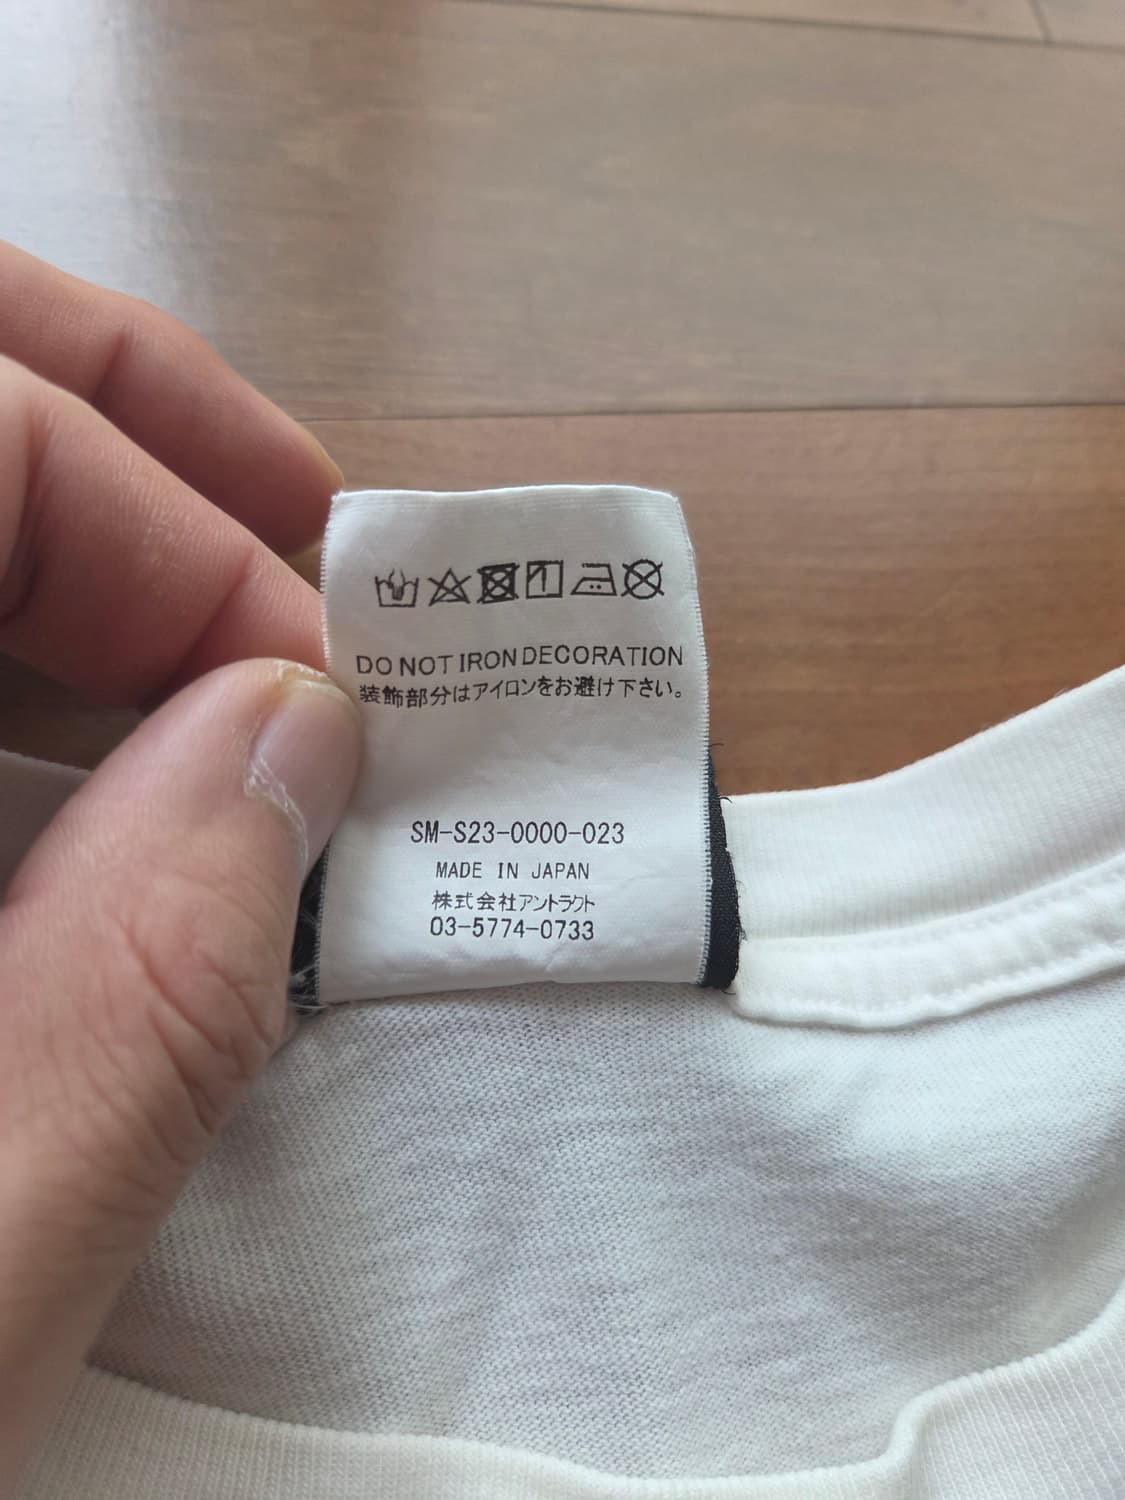 DO NOT IRON DECORATION
装飾部分はアイロンをお避け下さい。
SM-S23-0000-023
MADE IN JAPAN
株式会社アントラクト
03-5774-0733